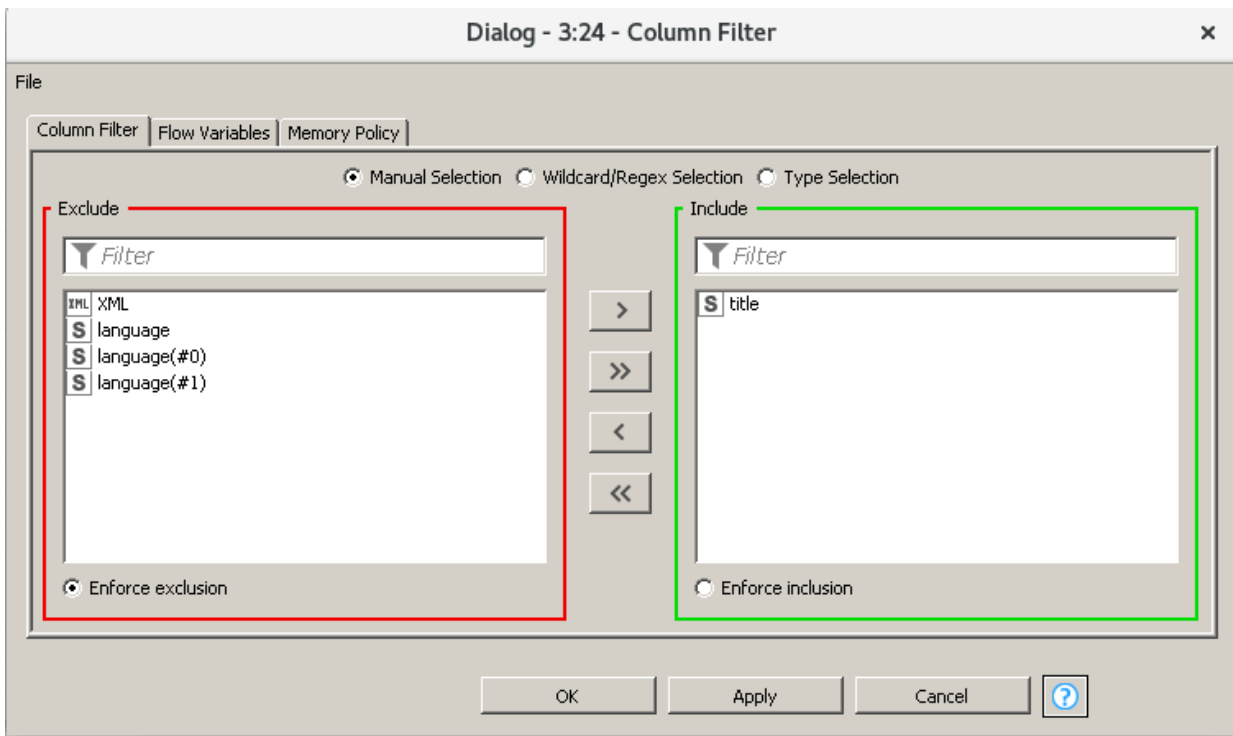 Dialog - 3:24 - Column Filter
×
File
Column Filter Flow Variables Memory Policy
Manual Selection Wildcard/Regex Selection Type Selection
Exclude
Filter
XML XML
S language
S language(#0)
S language(#1)
Enforce exclusion
>
>>
<
<<
Include
Filter
S title
Enforce inclusion
OK Apply Cancel ?